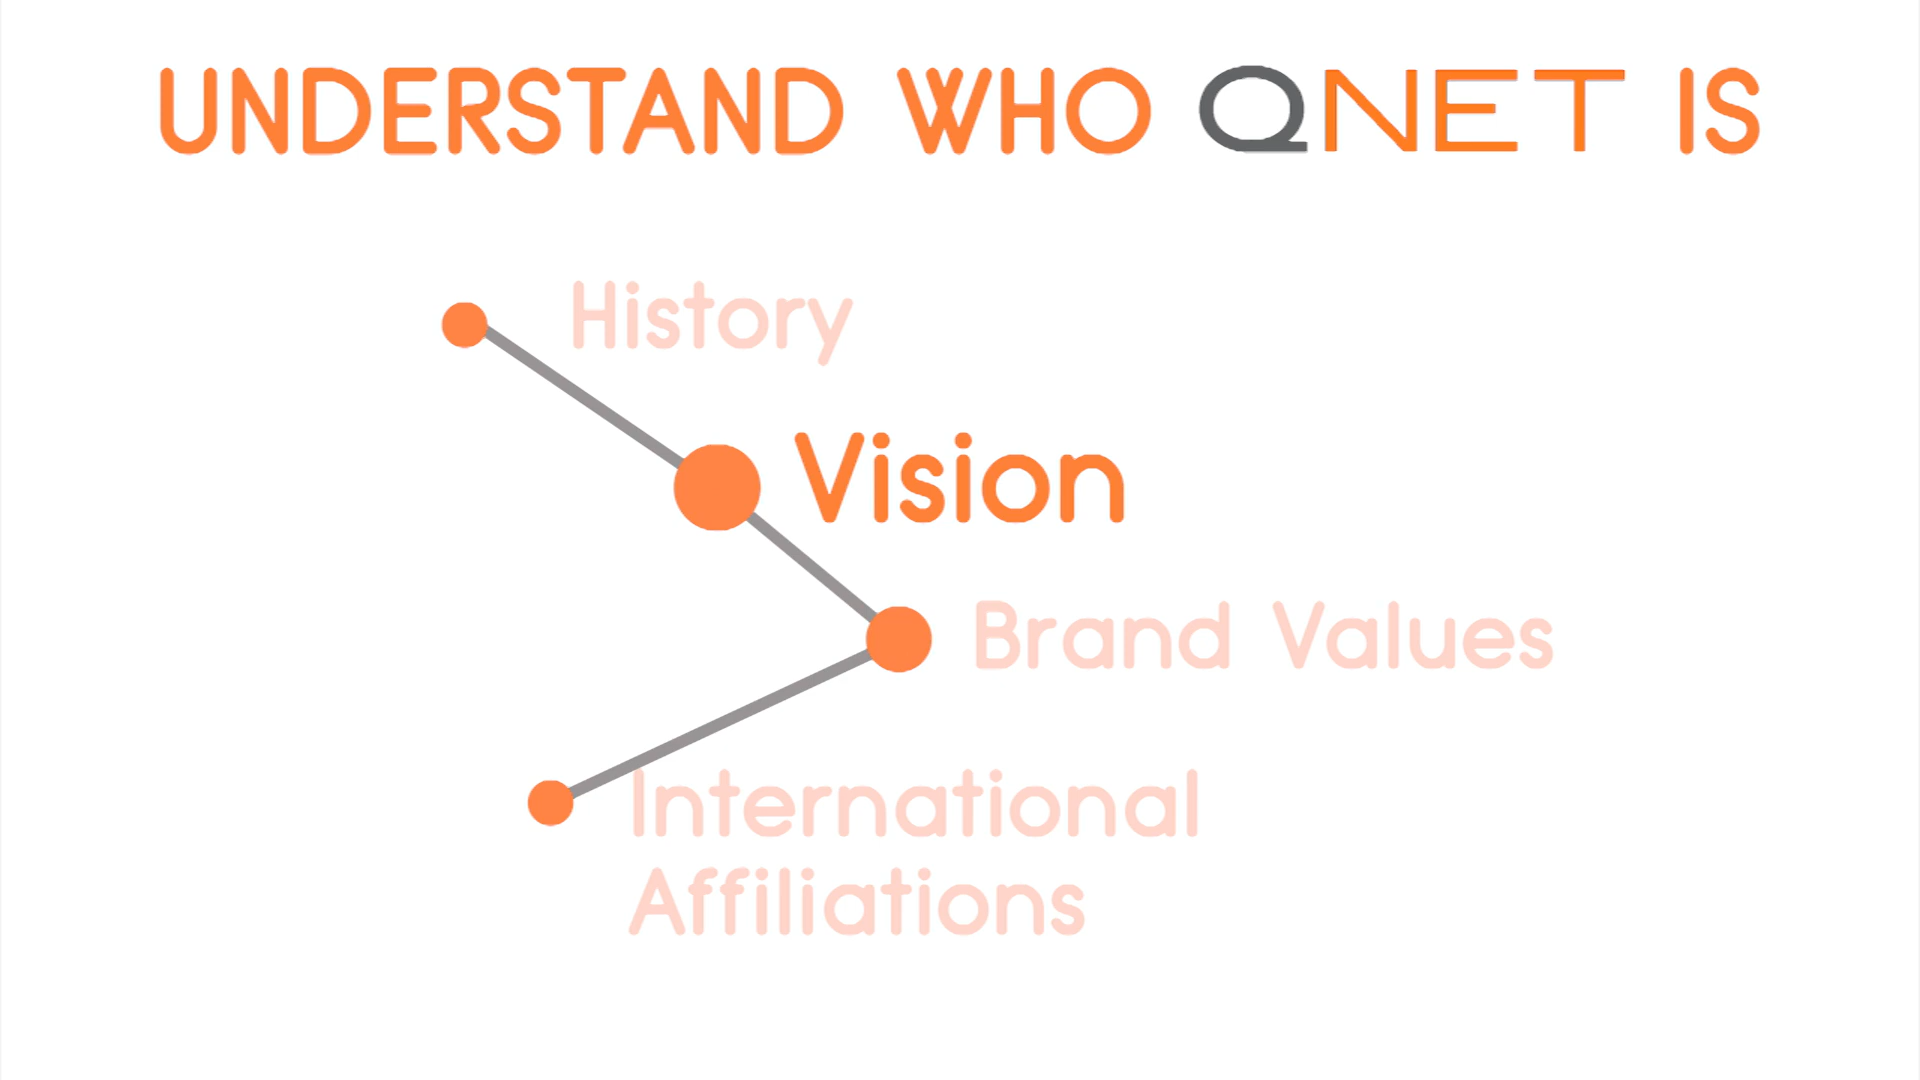 UNDERSTAND WHO QNET IS
History
Vision
Brand Values
International
Affiliations